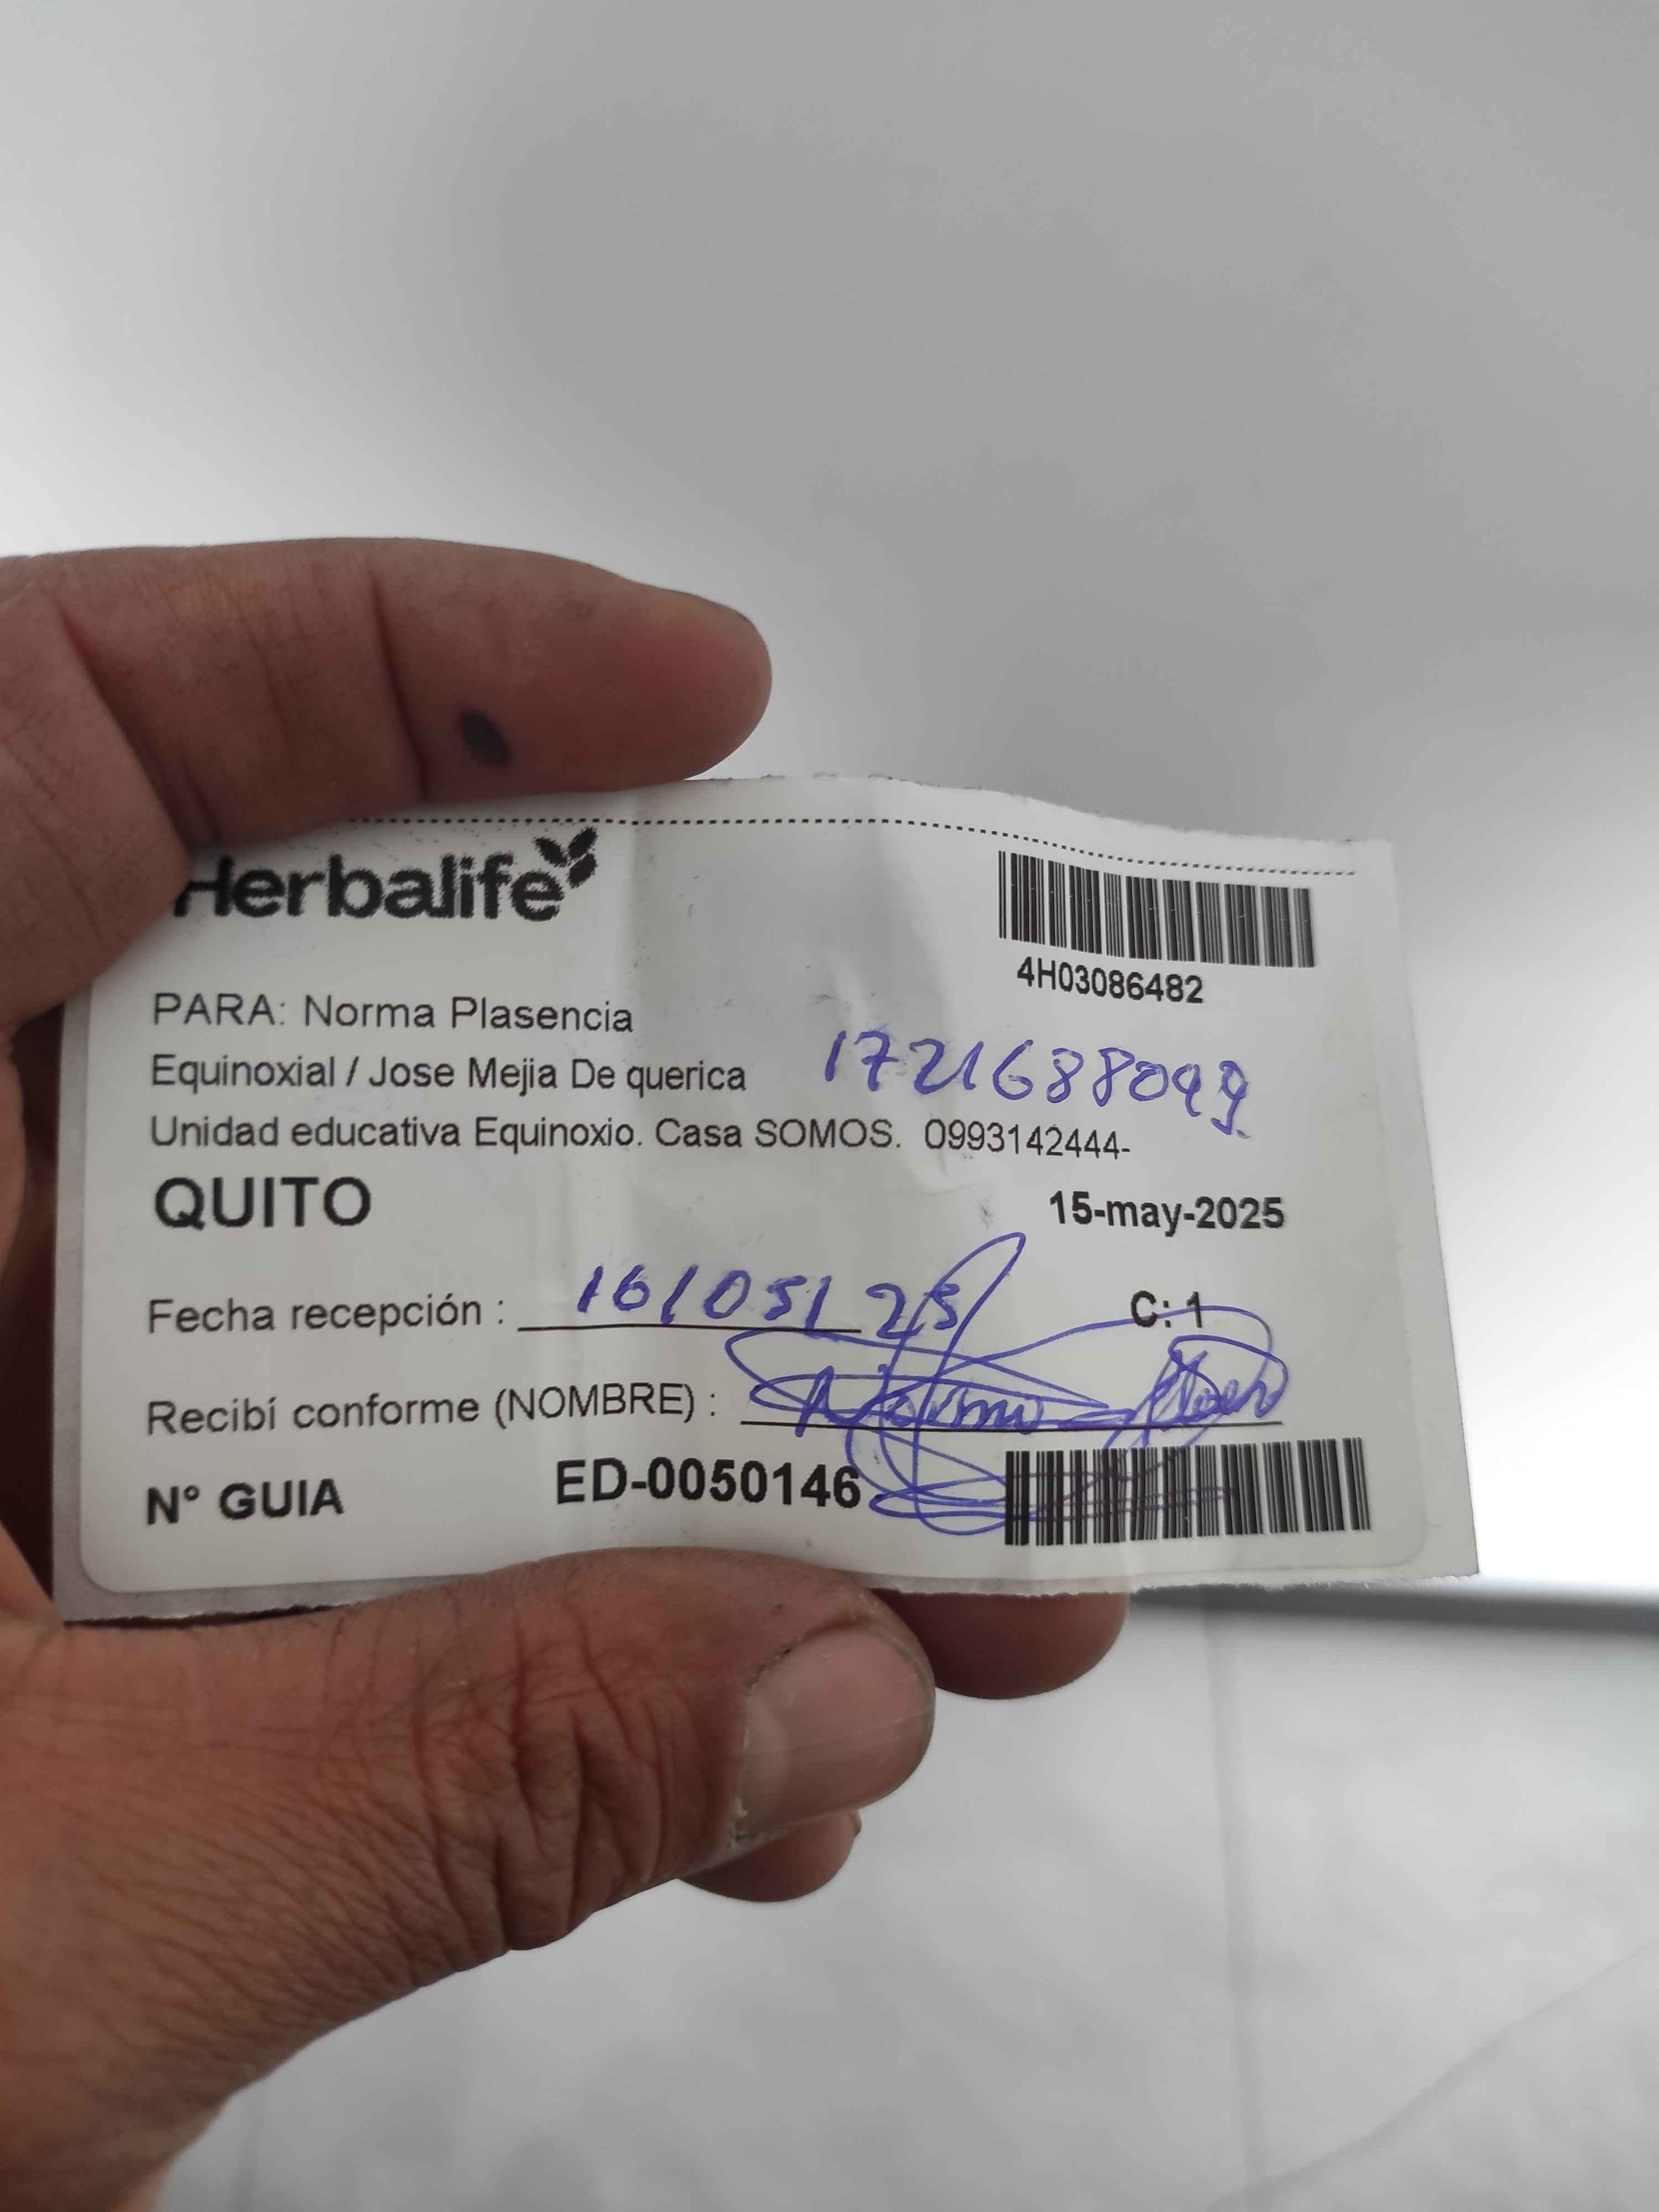 Herbalife
4H03086482
PARA: Norma Plasencia
Equinoxial / Jose Mejia De querica
1721688099
Unidad educativa Equinoxio. Casa SOMOS. 0993142444-
QUITO
15-may-2025
Fecha recepción : 16/05/25
C: 1
Recibí conforme (NOMBRE) : Norma
N° GUIA ED-0050146